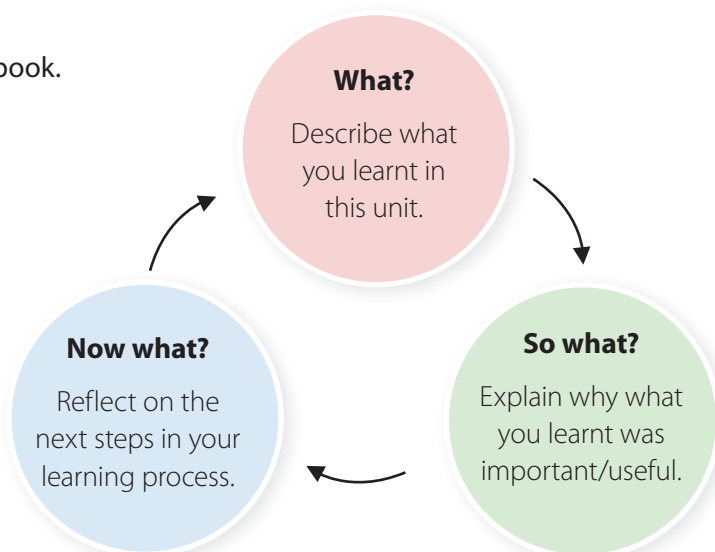 book.
What?
Describe what
you learnt in
this unit.
So what?
Explain why what
you learnt was
important/useful.
Now what?
Reflect on the
next steps in your
learning process.